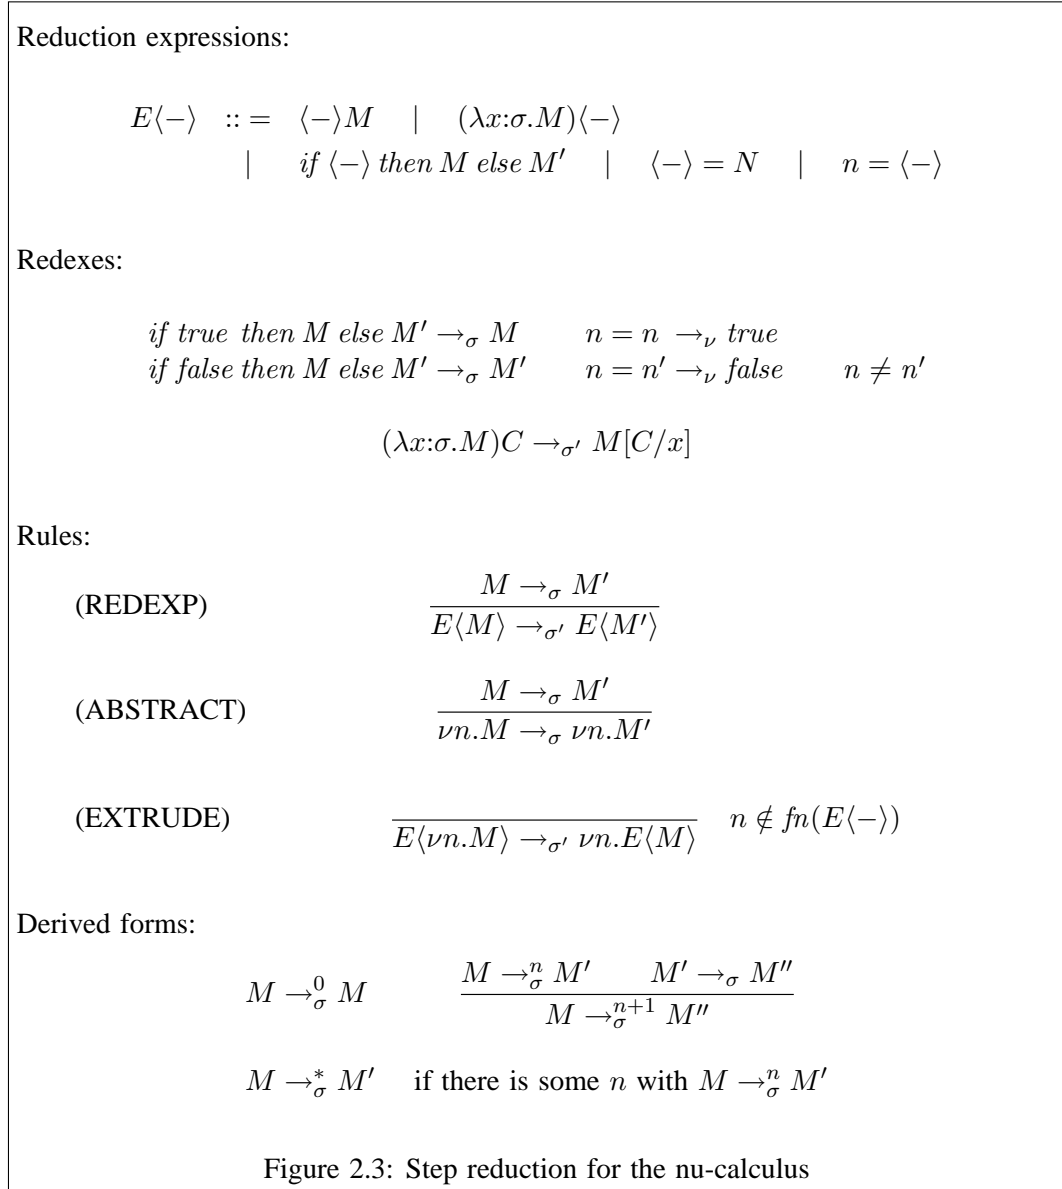 Reduction expressions:
E⟨−⟩ ::= ⟨−⟩M | (λx:σ.M)⟨−⟩
| if ⟨−⟩ then M else M′ | ⟨−⟩ = N | n = ⟨−⟩
Redexes:
if true then M else M′ →σ M n = n →ν true
if false then M else M′ →σ M′ n = n′ →ν false n ≠ n′
(λx:σ.M)C →σ′ M[C/x]
Rules:
(REDEXP) M →σ M′
E⟨M⟩ →σ′ E⟨M′⟩
(ABSTRACT) M →σ M′
νn.M →σ νn.M′
(EXTRUDE) E⟨νn.M⟩ →σ′ νn.E⟨M⟩ n ∉ fn(E⟨−⟩)
Derived forms:
M →⁰σ M M →ⁿσ M′ M′ →σ M″
M →ⁿ⁺¹σ M″
M →*σ M′ if there is some n with M →ⁿσ M′
Figure 2.3: Step reduction for the nu-calculus